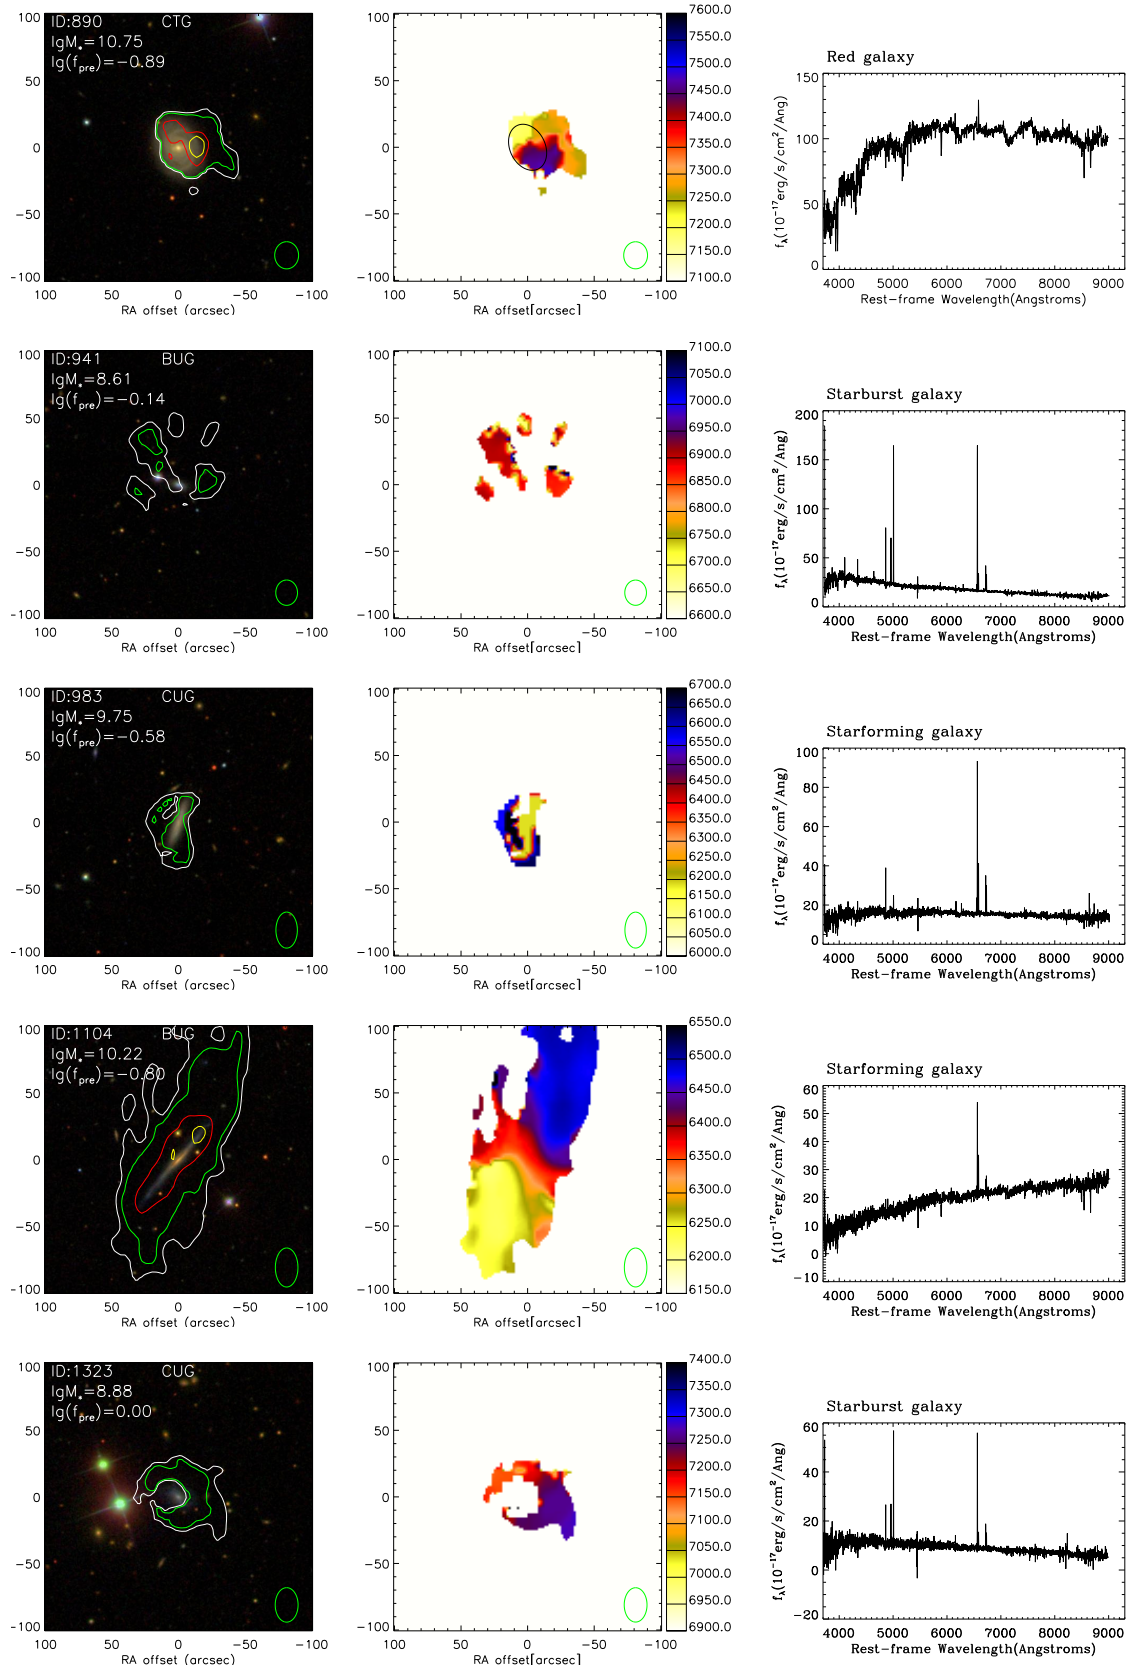 ID:890 CTG
lgM*=10.75
lg(fpre)=−0.89
100
50
0
−50
−100
100 50 0 −50 −100
RA offset (arcsec)
100
50
0
−50
−100
100 50 0 −50 −100
RA offset[arcsec]
7600.0
7550.0
7500.0
7450.0
7400.0
7350.0
7300.0
7250.0
7200.0
7150.0
7100.0
Red galaxy
fλ(10−17erg/s/cm2/Ang)
150
100
50
0
4000 5000 6000 7000 8000 9000
Rest−frame Wavelength(Angstroms)
ID:941 BUG
lgM*=8.61
lg(fpre)=−0.14
100
50
0
−50
−100
100 50 0 −50 −100
RA offset (arcsec)
100
50
0
−50
−100
100 50 0 −50 −100
RA offset[arcsec]
7100.0
7050.0
7000.0
6950.0
6900.0
6850.0
6800.0
6750.0
6700.0
6650.0
6600.0
Starburst galaxy
fλ(10−17erg/s/cm2/Ang)
200
150
100
50
0
4000 5000 6000 7000 8000 9000
Rest−frame Wavelength(Angstroms)
ID:983 CUG
lgM*=9.75
lg(fpre)=−0.58
100
50
0
−50
−100
100 50 0 −50 −100
RA offset (arcsec)
100
50
0
−50
−100
100 50 0 −50 −100
RA offset[arcsec]
6700.0
6650.0
6600.0
6550.0
6500.0
6450.0
6400.0
6350.0
6300.0
6250.0
6200.0
6150.0
6100.0
6050.0
6000.0
Starforming galaxy
fλ(10−17erg/s/cm2/Ang)
100
80
60
40
20
0
4000 5000 6000 7000 8000 9000
Rest−frame Wavelength(Angstroms)
ID:1104 BUG
lgM*=10.22
lg(fpre)=−0.80
100
50
0
−50
−100
100 50 0 −50 −100
RA offset (arcsec)
100
50
0
−50
−100
100 50 0 −50 −100
RA offset[arcsec]
6550.0
6500.0
6450.0
6400.0
6350.0
6300.0
6250.0
6200.0
6150.0
Starforming galaxy
fλ(10−17erg/s/cm2/Ang)
60
50
40
30
20
10
0
−10
4000 5000 6000 7000 8000 9000
Rest−frame Wavelength(Angstroms)
ID:1323 CUG
lgM*=8.88
lg(fpre)=0.00
100
50
0
−50
−100
100 50 0 −50 −100
RA offset (arcsec)
100
50
0
−50
−100
100 50 0 −50 −100
RA offset[arcsec]
7400.0
7350.0
7300.0
7250.0
7200.0
7150.0
7100.0
7050.0
7000.0
6950.0
6900.0
Starburst galaxy
fλ(10−17erg/s/cm2/Ang)
60
40
20
0
−20
4000 5000 6000 7000 8000 9000
Rest−frame Wavelength(Angstroms)